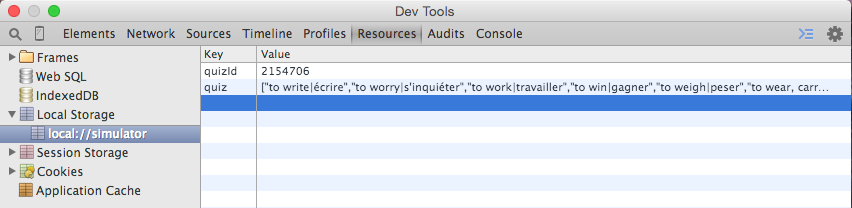 Dev Tools
Elements Network Sources Timeline Profiles Resources Audits Console
Frames
Web SQL
IndexedDB
Local Storage
local://simulator
Session Storage
Cookies
Application Cache
Key Value
quizId 2154706
quiz ["to write|écrire","to worry|s'inquiéter","to work|travailler","to win|gagner","to weigh|peser","to wear, carr...